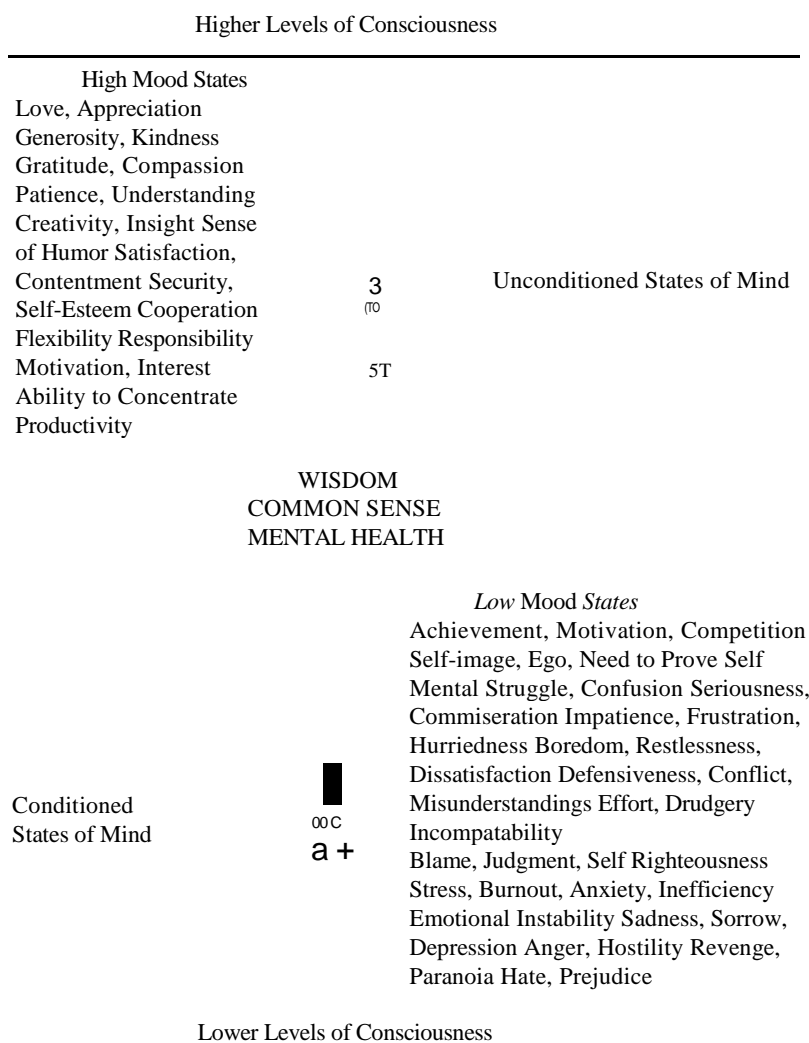 Higher Levels of Consciousness
High Mood States
Love, Appreciation
Generosity, Kindness
Gratitude, Compassion
Patience, Understanding
Creativity, Insight Sense
of Humor Satisfaction,
Contentment Security,
Self-Esteem Cooperation
Flexibility Responsibility
Motivation, Interest
Ability to Concentrate
Productivity
3
(TO
5T
Unconditioned States of Mind
WISDOM
COMMON SENSE
MENTAL HEALTH
Low Mood States
Achievement, Motivation, Competition
Self-image, Ego, Need to Prove Self
Mental Struggle, Confusion Seriousness,
Commiseration Impatience, Frustration,
Hurriedness Boredom, Restlessness,
Dissatisfaction Defensiveness, Conflict,
Misunderstandings Effort, Drudgery
Incompatability
Blame, Judgment, Self Righteousness
Stress, Burnout, Anxiety, Inefficiency
Emotional Instability Sadness, Sorrow,
Depression Anger, Hostility Revenge,
Paranoia Hate, Prejudice
Conditioned
States of Mind
00 C
a +
Lower Levels of Consciousness